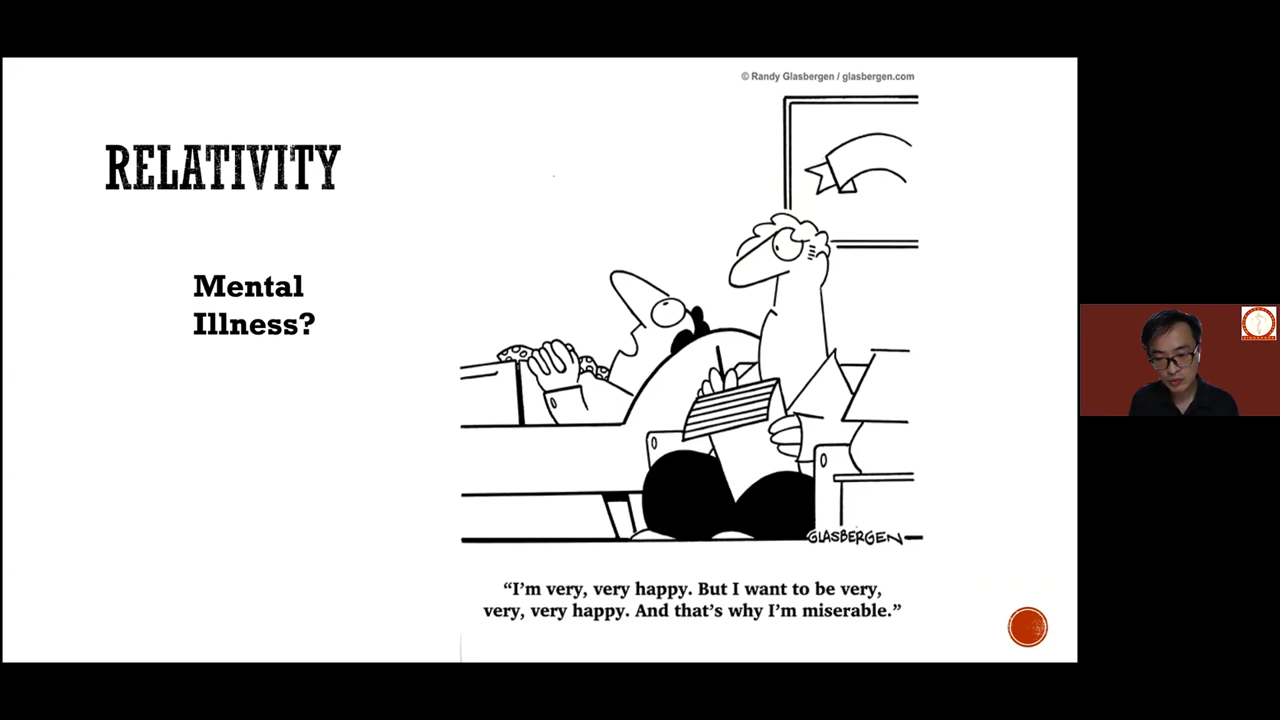 © Randy Glasbergen / glasbergen.com
RELATIVITY
Mental
Illness?
GLASBERGEN
“I’m very, very happy. But I want to be very,
very, very happy. And that’s why I’m miserable.”